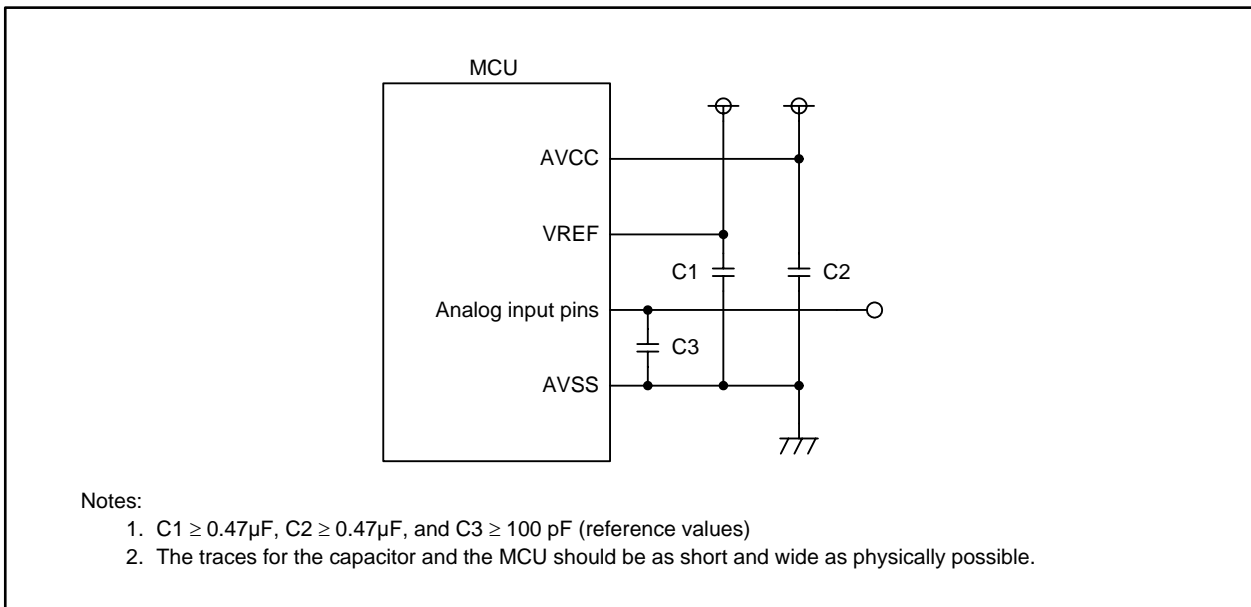 MCU
AVCC
VREF
C1
C2
Analog input pins
C3
AVSS
Notes:
1. C1 ≥ 0.47µF, C2 ≥ 0.47µF, and C3 ≥ 100 pF (reference values)
2. The traces for the capacitor and the MCU should be as short and wide as physically possible.